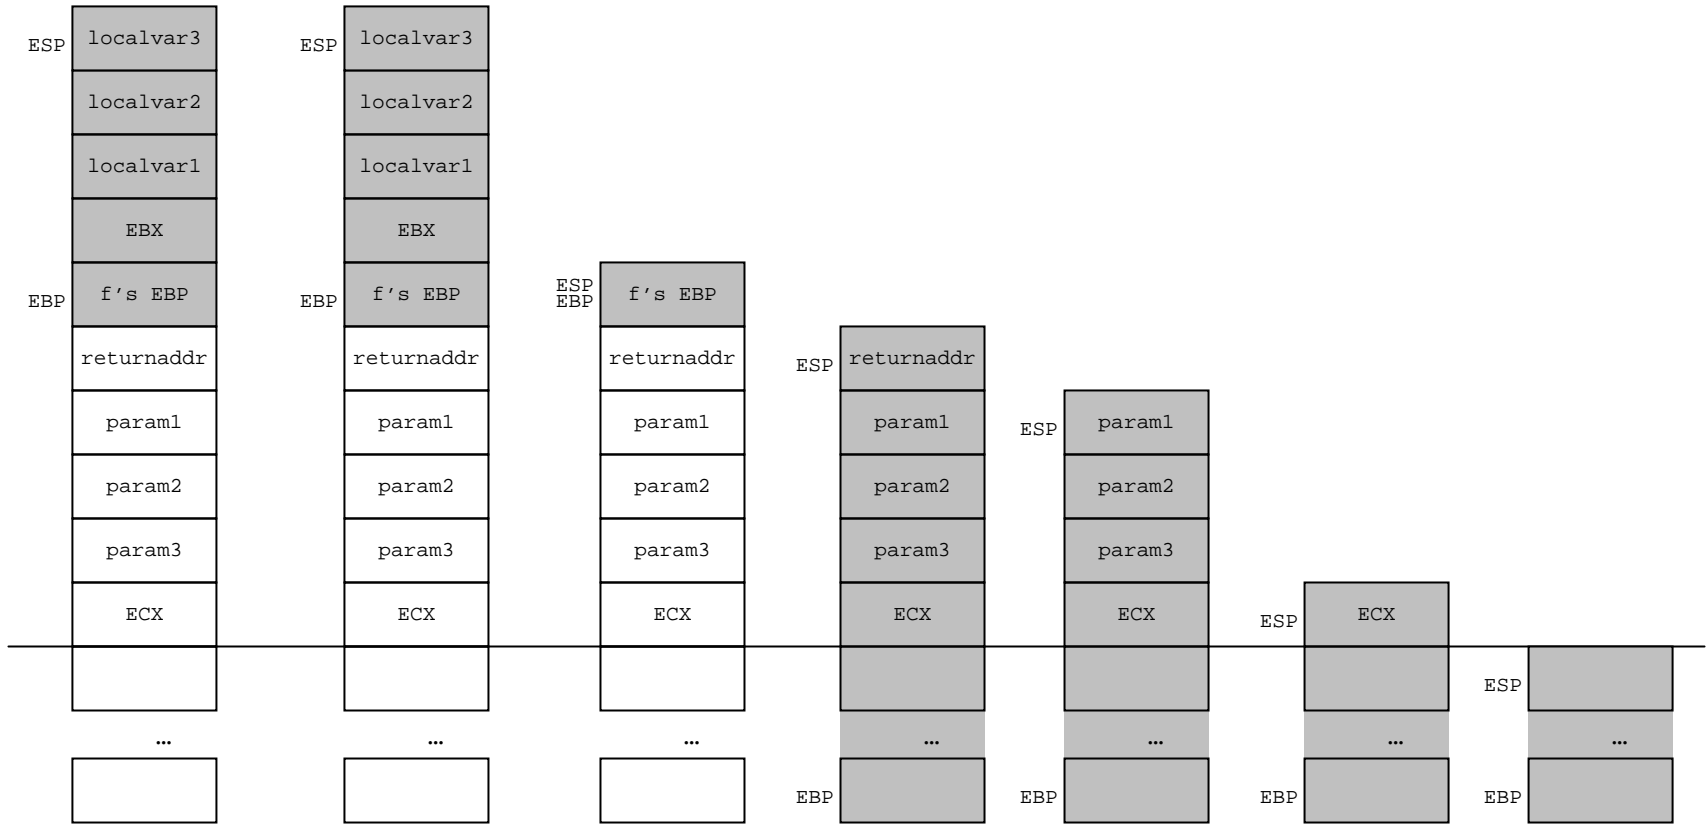 ESP localvar3 ESP localvar3
localvar2 localvar2
localvar1 localvar1
EBX EBX
EBP f's EBP EBP f's EBP ESP EBP f's EBP
returnaddr returnaddr returnaddr ESP returnaddr
param1 param1 param1 param1 ESP param1
param2 param2 param2 param2 param2
param3 param3 param3 param3 param3
ECX ECX ECX ECX ECX ESP ECX
ESP
... ... ... ... ... ... ...
EBP EBP EBP EBP